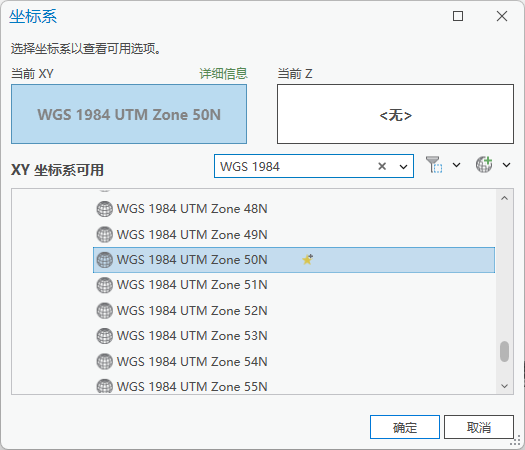 坐标系
选择坐标系以查看可用选项。
当前 XY 详细信息 当前 Z
WGS 1984 UTM Zone 50N <无>
XY 坐标系可用 WGS 1984
WGS 1984 UTM Zone 48N
WGS 1984 UTM Zone 49N
WGS 1984 UTM Zone 50N
WGS 1984 UTM Zone 51N
WGS 1984 UTM Zone 52N
WGS 1984 UTM Zone 53N
WGS 1984 UTM Zone 54N
WGS 1984 UTM Zone 55N
确定 取消